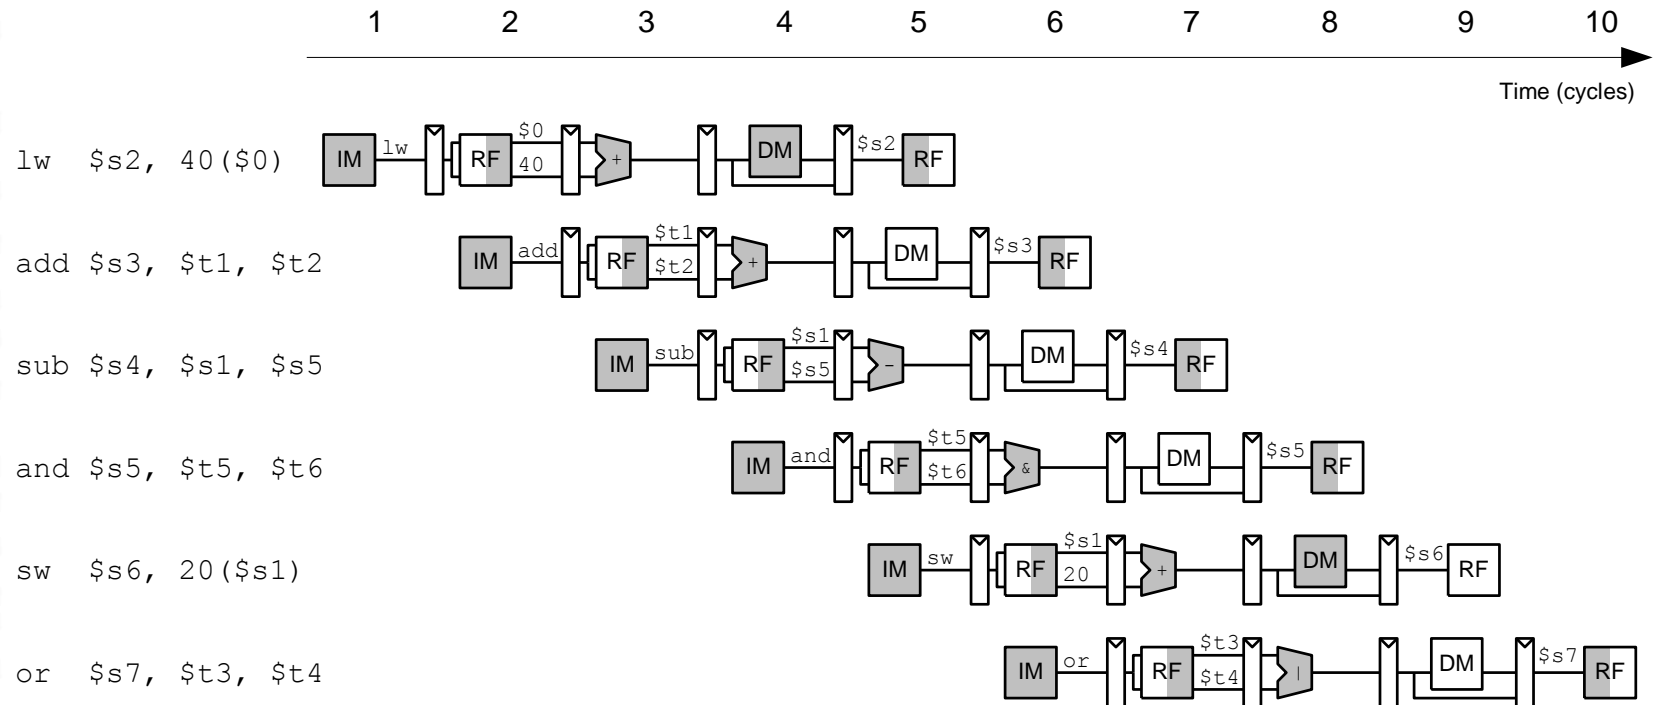 1 2 3 4 5 6 7 8 9 10
Time (cycles)
lw $s2, 40($0) IM lw RF $0 40 + DM $s2 RF
add $s3, $t1, $t2 IM add RF $t1 $t2 + DM $s3 RF
sub $s4, $s1, $s5 IM sub RF $s1 $s5 - DM $s4 RF
and $s5, $t5, $t6 IM and RF $t5 $t6 & DM $s5 RF
sw $s6, 20($s1) IM sw RF $s1 20 + DM $s6 RF
or $s7, $t3, $t4 IM or RF $t3 $t4 | DM $s7 RF